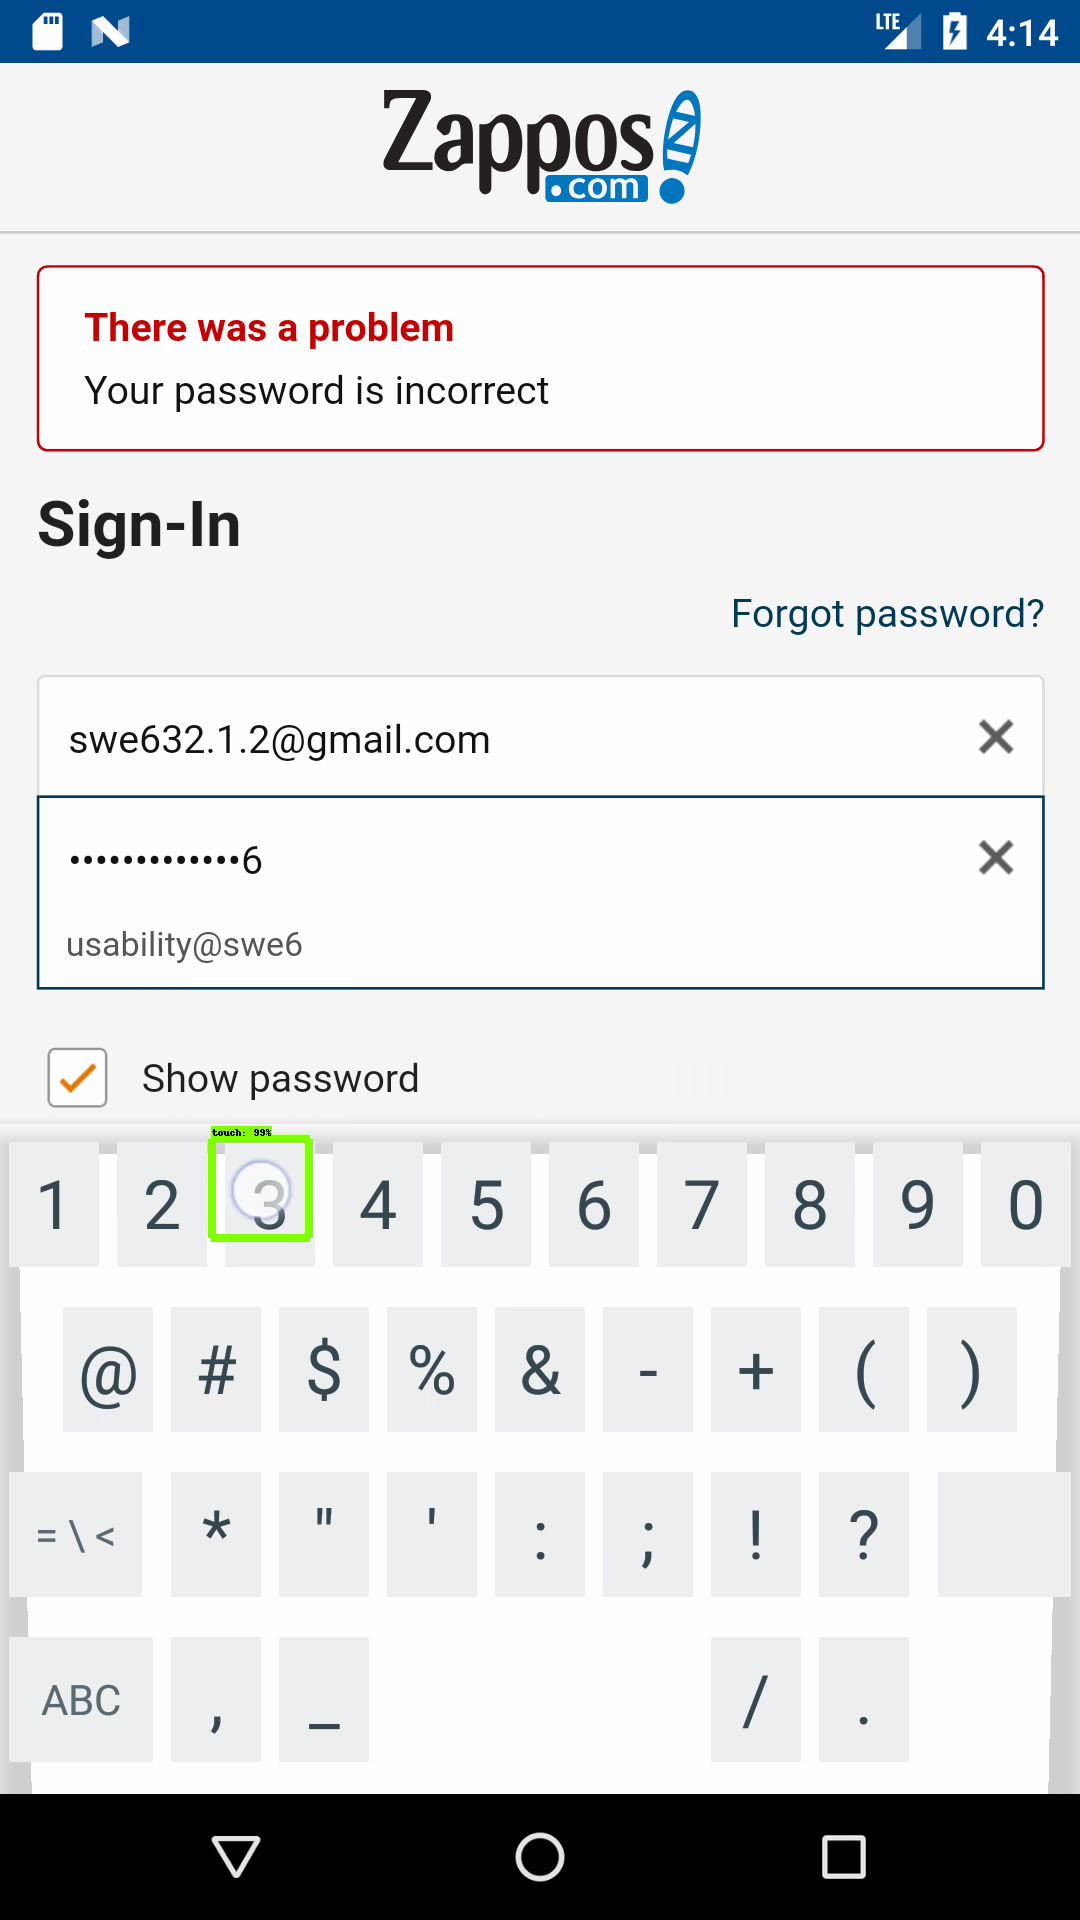 LTE 4:14
Zappos
.com
There was a problem
Your password is incorrect
Sign-In
Forgot password?
swe632.1.2@gmail.com
•••••••••••••6
usability@swe6
Show password
touch: 99%
1 2 3 4 5 6 7 8 9 0
@ # $ % & - + ( )
= \ < * " ' : ; ! ?
ABC , _ / .